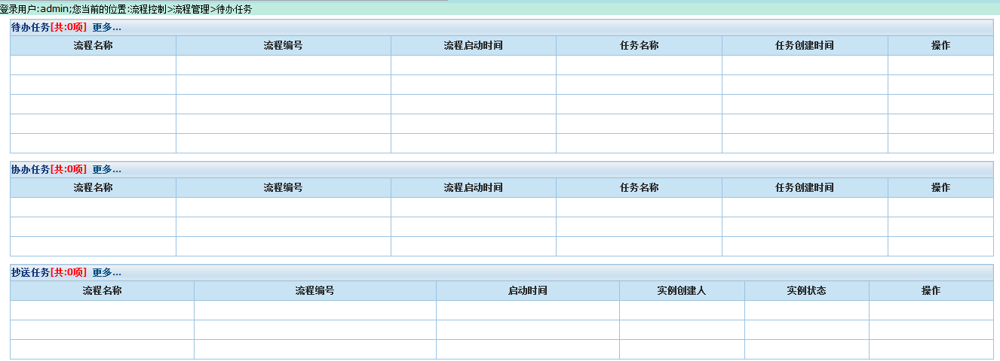 登录用户:admin;您当前的位置:流程控制>流程管理>待办任务
待办任务[共:0项] 更多...
流程名称 流程编号 流程启动时间 任务名称 任务创建时间 操作
协办任务[共:0项] 更多...
流程名称 流程编号 流程启动时间 任务名称 任务创建时间 操作
抄送任务[共:0项] 更多...
流程名称 流程编号 启动时间 实例创建人 实例状态 操作